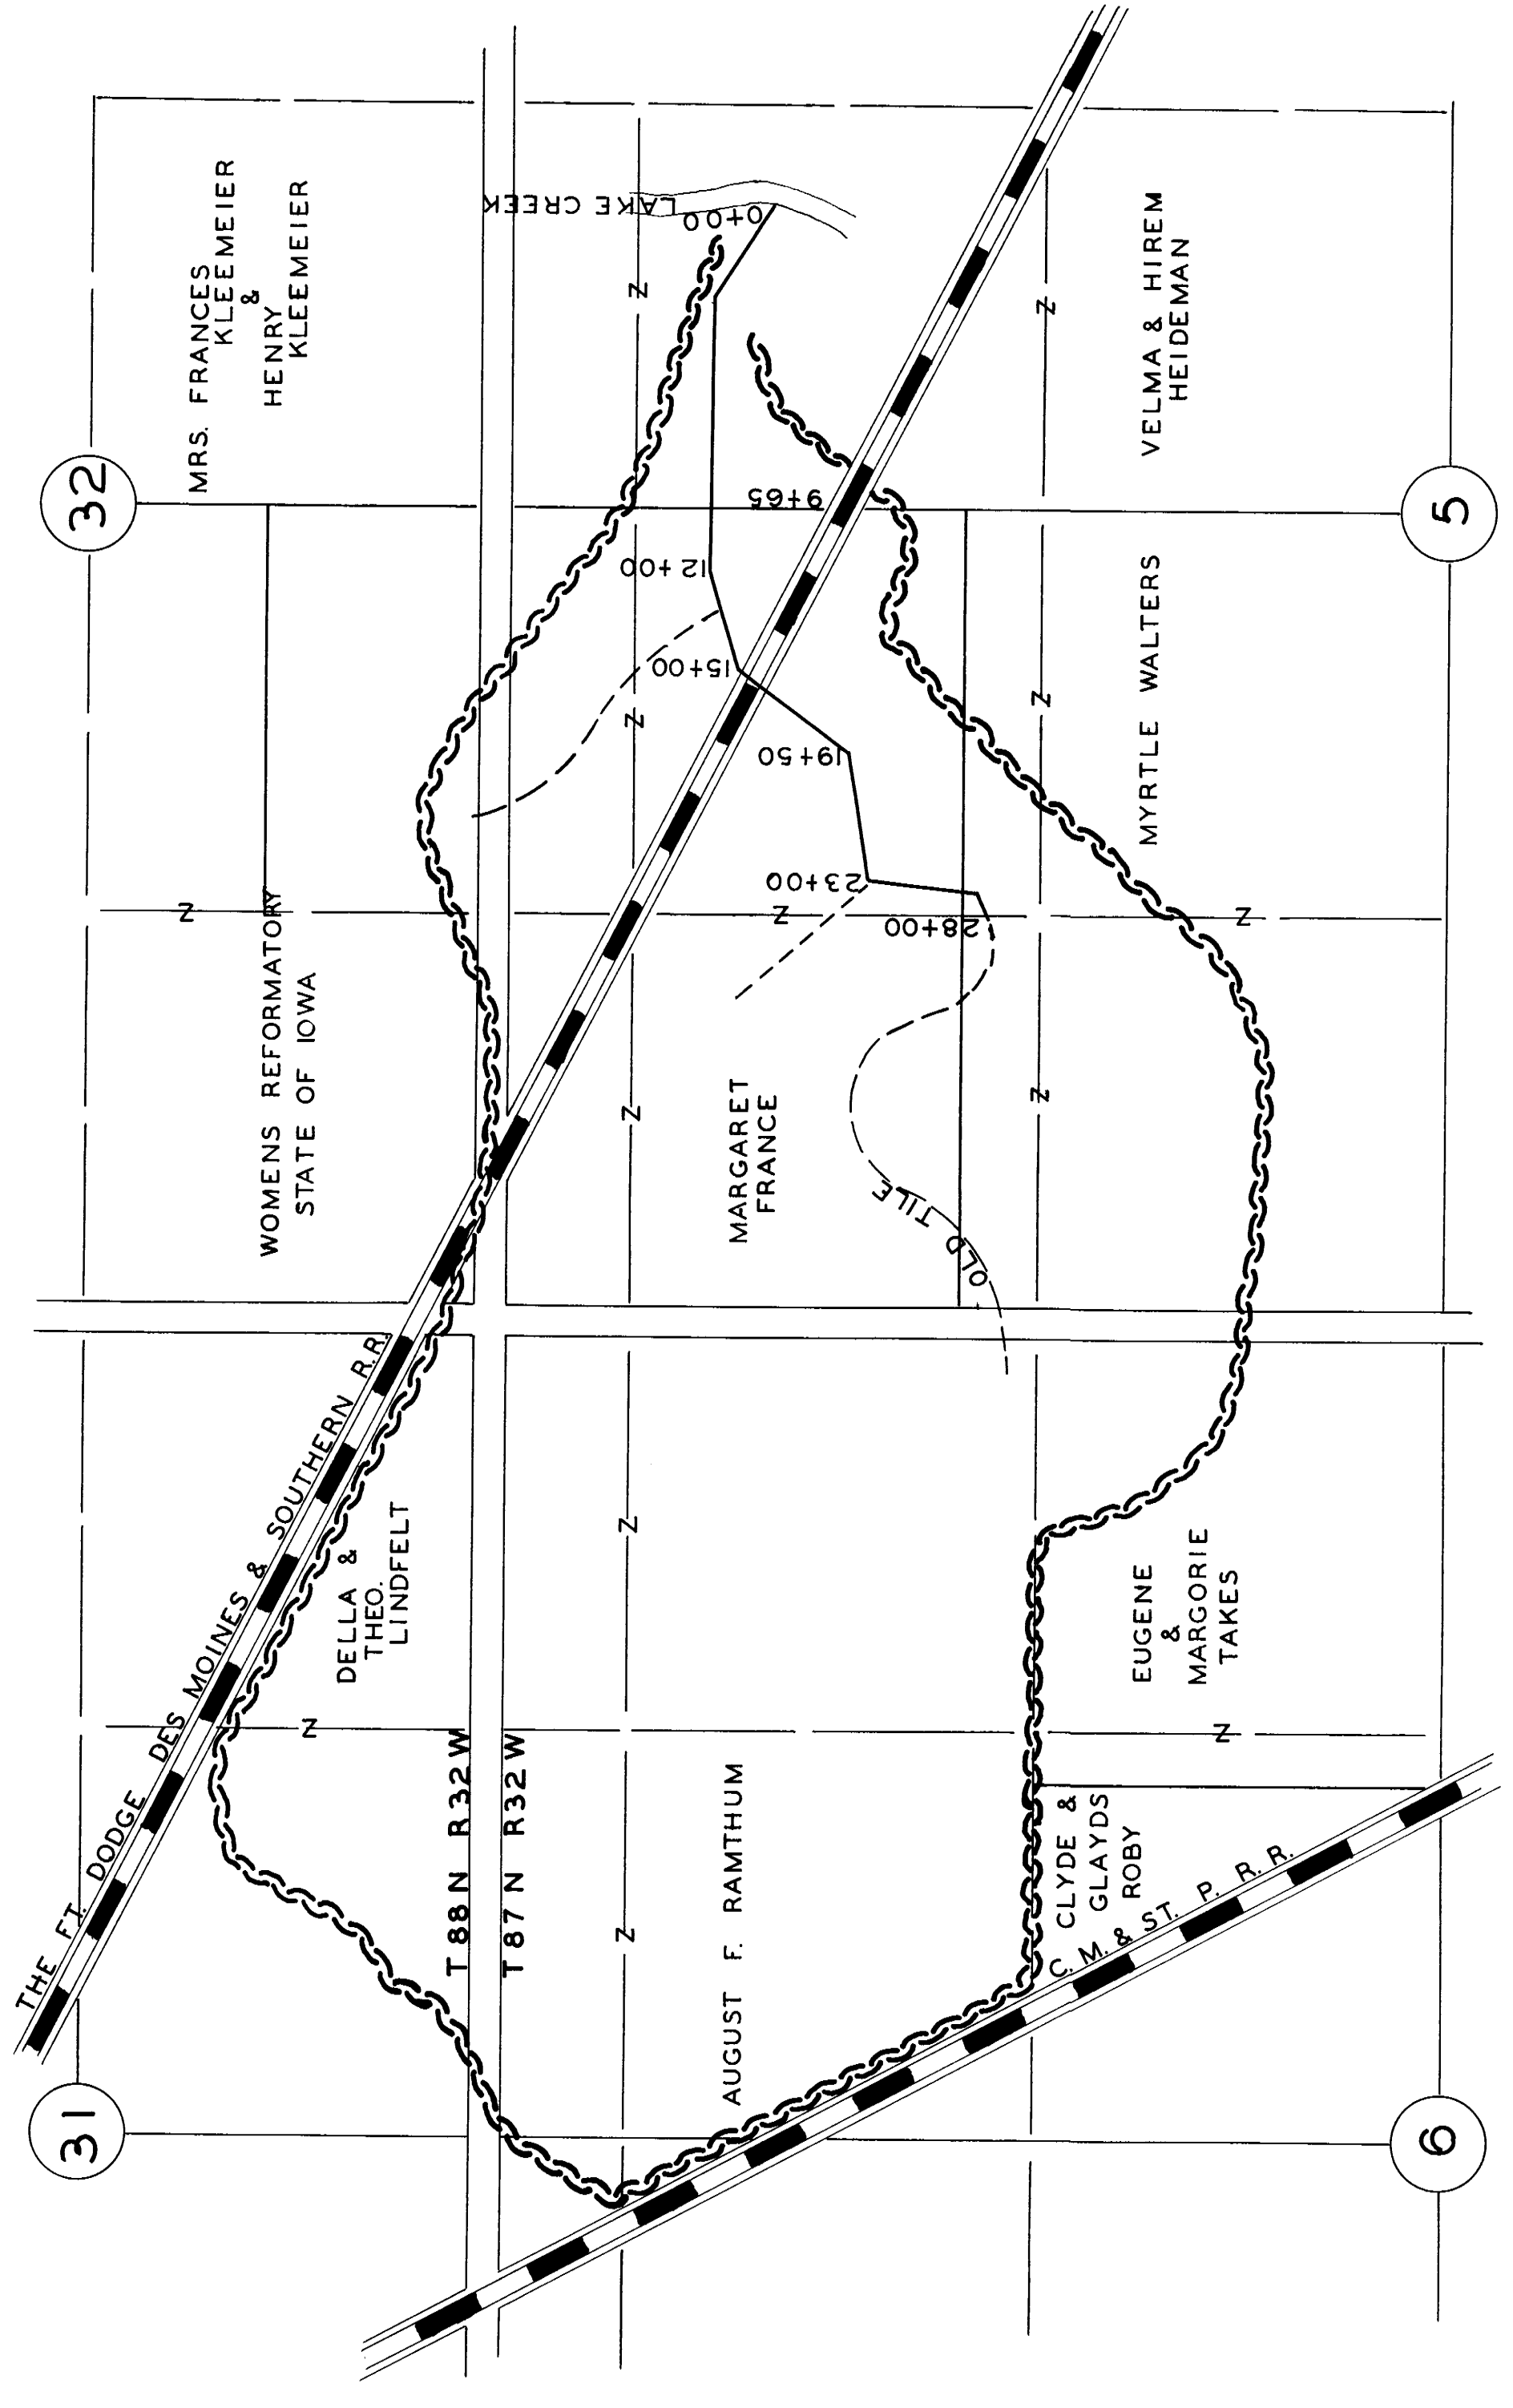 31
32
THE FT. DODGE DES MOINES & SOUTHERN R.R.
WOMENS REFORMATORY
STATE OF IOWA
MRS. FRANCES
KLEEMEIER
&
HENRY
KLEEMEIER
DELLA &
THEO.
LINDFELT
T 88 N R 32 W
T 87 N R 32 W
LAKE CREEK
0+00
9+65
12+00
15+00
19+50
23+00
28+00
AUGUST F. RAMTHUM
MARGARET
FRANCE
OLD TILE
CLYDE &
GLAYDS
ROBY
C. M. & ST. P. R. R.
EUGENE
&
MARGORIE
TAKES
MYRTLE WALTERS
VELMA & HIREM
HEIDEMAN
6
5
Z
Z
Z
Z
Z
Z
Z
Z
Z
Z
Z
Z
Z